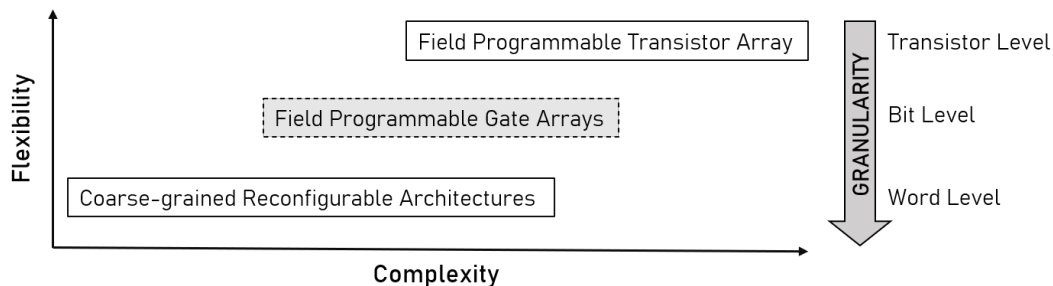 Flexibility
Field Programmable Transistor Array
Field Programmable Gate Arrays
Coarse-grained Reconfigurable Architectures
Complexity
GRANULARITY
Transistor Level
Bit Level
Word Level